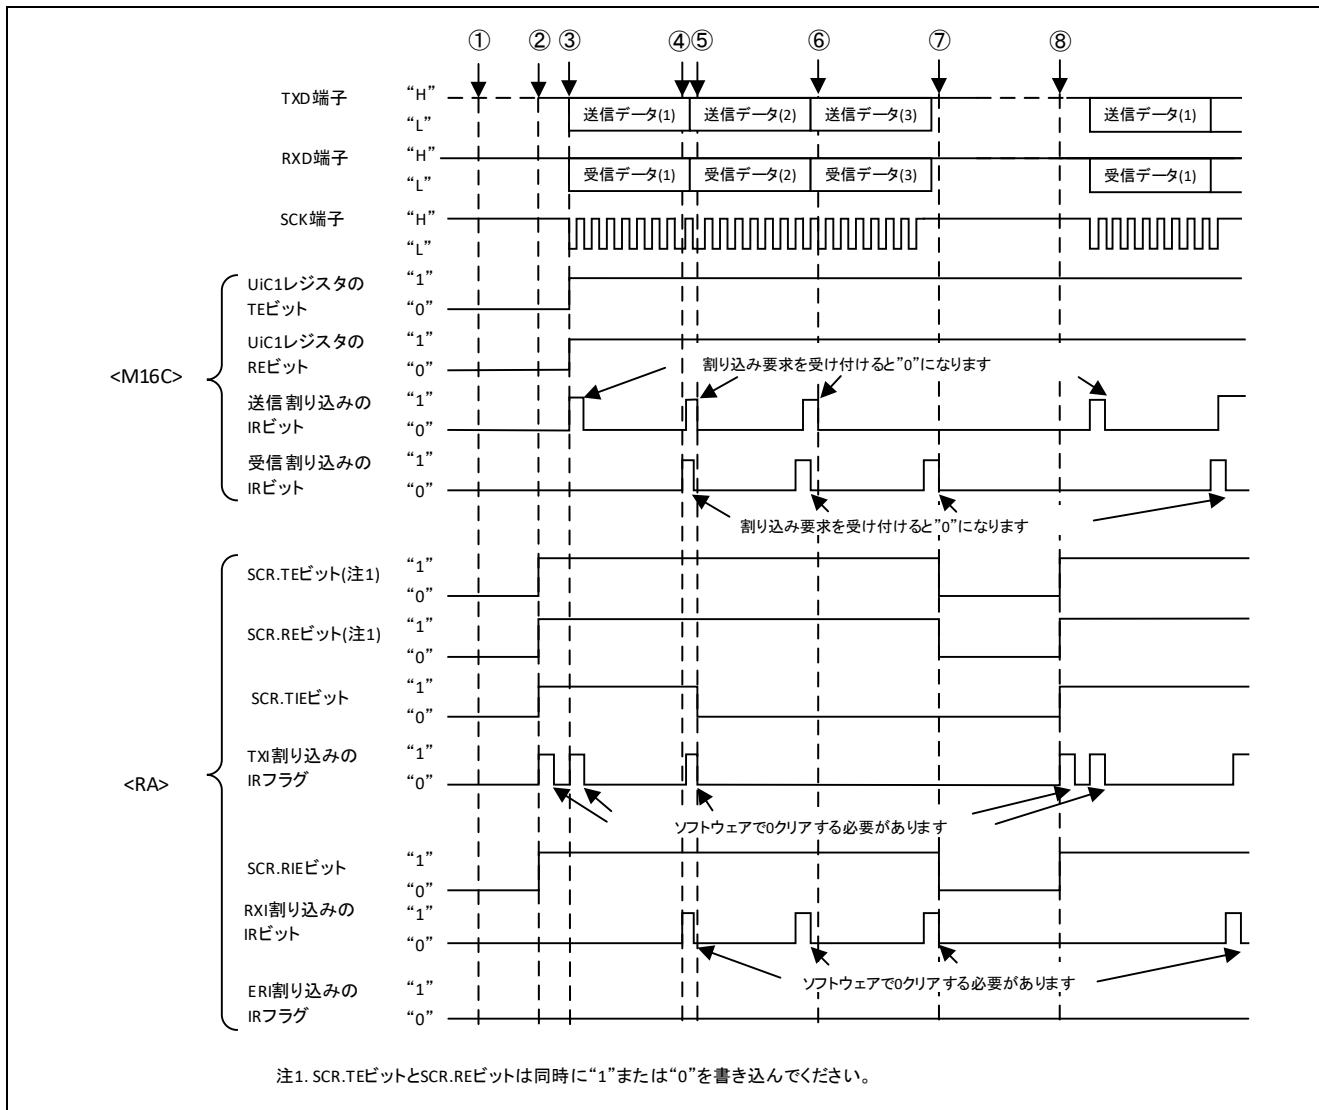 ① ② ③ ④ ⑤ ⑥ ⑦ ⑧
TXD端子
“H”
“L”
送信データ(1) 送信データ(2) 送信データ(3) 送信データ(1)
RXD端子
“H”
“L”
受信データ(1) 受信データ(2) 受信データ(3) 受信データ(1)
SCK端子
“H”
“L”
<M16C>
UiC1レジスタの
TEビット
“1”
“0”
UiC1レジスタの
REビット
“1”
“0”
割り込み要求を受け付けると”0”になります
送信割り込みの
IRビット
“1”
“0”
受信割り込みの
IRビット
“1”
“0”
割り込み要求を受け付けると”0”になります
<RA>
SCR.TEビット(注1)
“1”
“0”
SCR.REビット(注1)
“1”
“0”
SCR.TIEビット
“1”
“0”
TXI割り込みの
IRフラグ
“1”
“0”
ソフトウェアで0クリアする必要があります
SCR.RIEビット
“1”
“0”
RXI割り込みの
IRビット
“1”
“0”
ソフトウェアで0クリアする必要があります
ERI割り込みの
IRフラグ
“1”
“0”
注1. SCR.TEビットとSCR.REビットは同時に“1”または“0”を書き込んでください。